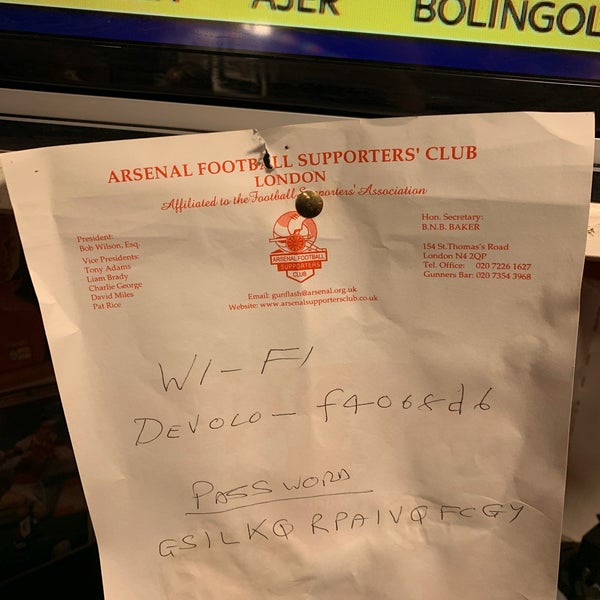 AJER
BOLINGOL
ARSENAL FOOTBALL SUPPORTERS' CLUB
LONDON
Affiliated to the Football Supporters' Association
President:
Bob Wilson, Esq.
Vice Presidents:
Tony Adams
Liam Brady
Charlie George
David Miles
Pat Rice
ARSENAL FOOTBALL
SUPPORTERS
CLUB
Hon. Secretary:
B.N.B. BAKER
154 St.Thomas's Road
London N4 2QP
Tel. Office: 020 7226 1627
Gunners Bar: 020 7354 3968
Email: gunflash@arsenal.org.uk
Website: www.arsenalsupportersclub.co.uk
WI-FI
DEVOLO - f4068d6
PASSWORD
GSILKQRPAIVQFCGY